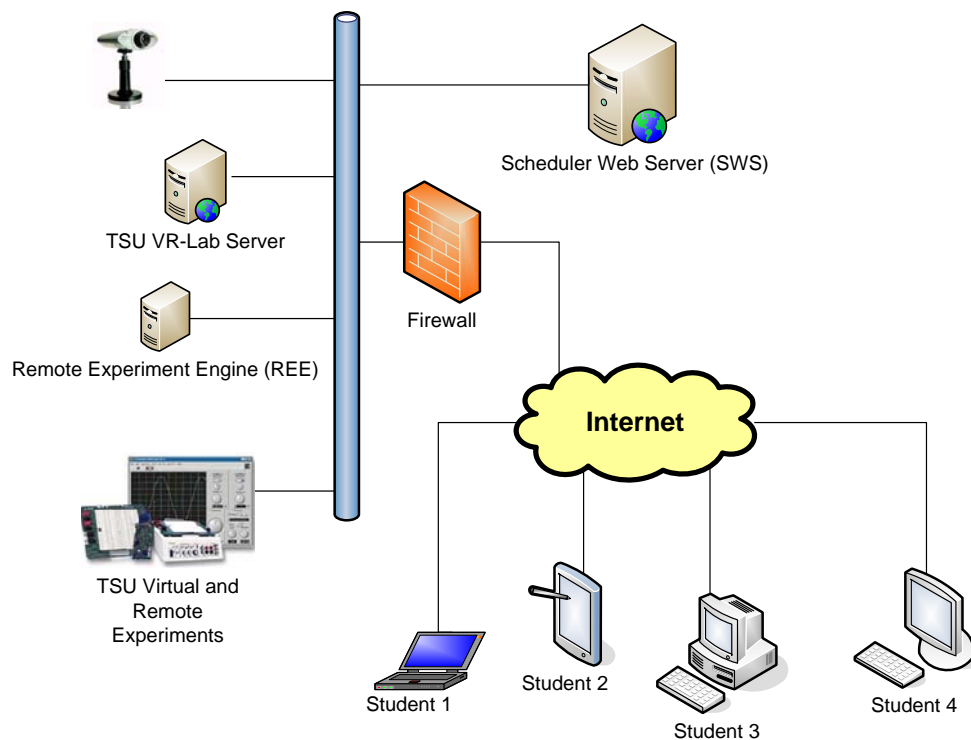 Scheduler Web Server (SWS)
TSU VR-Lab Server
Firewall
Remote Experiment Engine (REE)
Internet
TSU Virtual and
Remote
Experiments
Student 1
Student 2
Student 3
Student 4